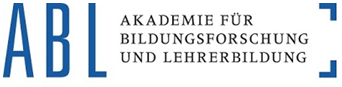 ABL
AKADEMIE FÜR
BILDUNGSFORSCHUNG
UND LEHRERBILDUNG